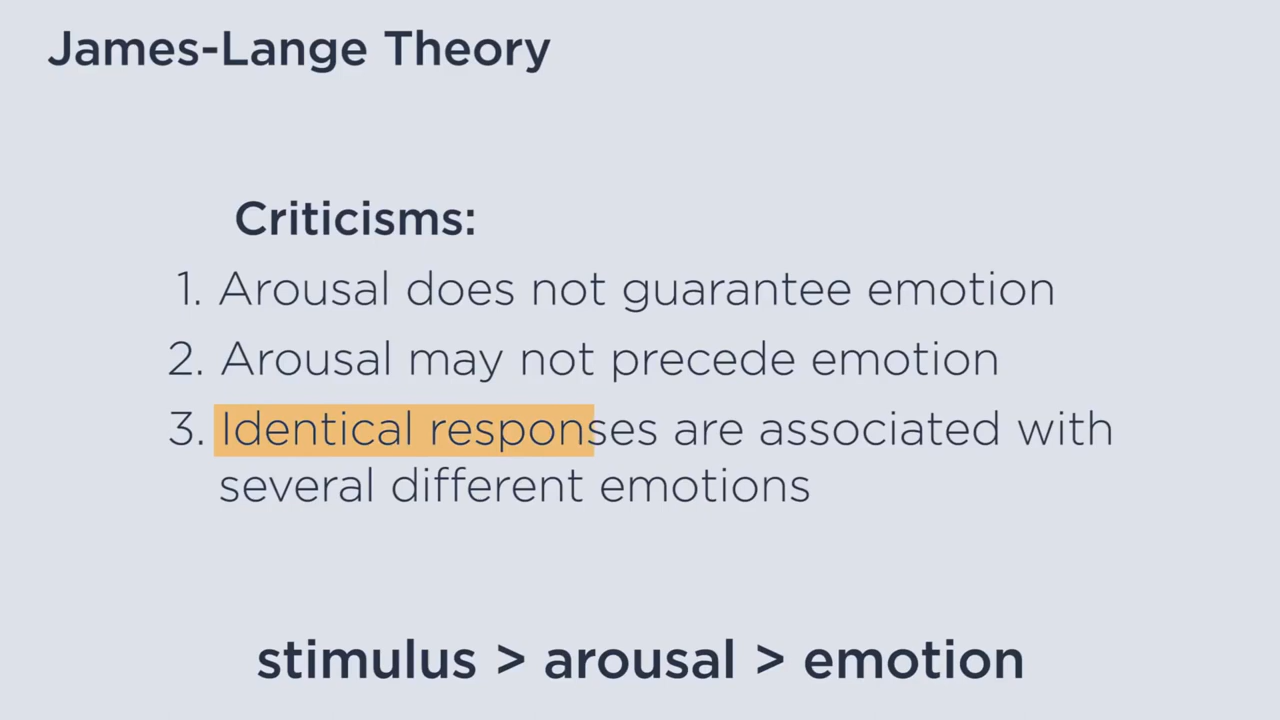 James-Lange Theory
Criticisms:
1. Arousal does not guarantee emotion
2. Arousal may not precede emotion
3. Identical responses are associated with
several different emotions
stimulus > arousal > emotion